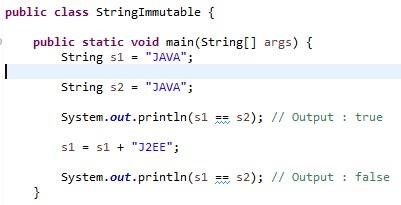 public class StringImmutable {
public static void main(String[] args) {
String s1 = "JAVA";
String s2 = "JAVA";
System.out.println(s1 == s2); // Output : true
s1 = s1 + "J2EE";
System.out.println(s1 == s2); // Output : false
}